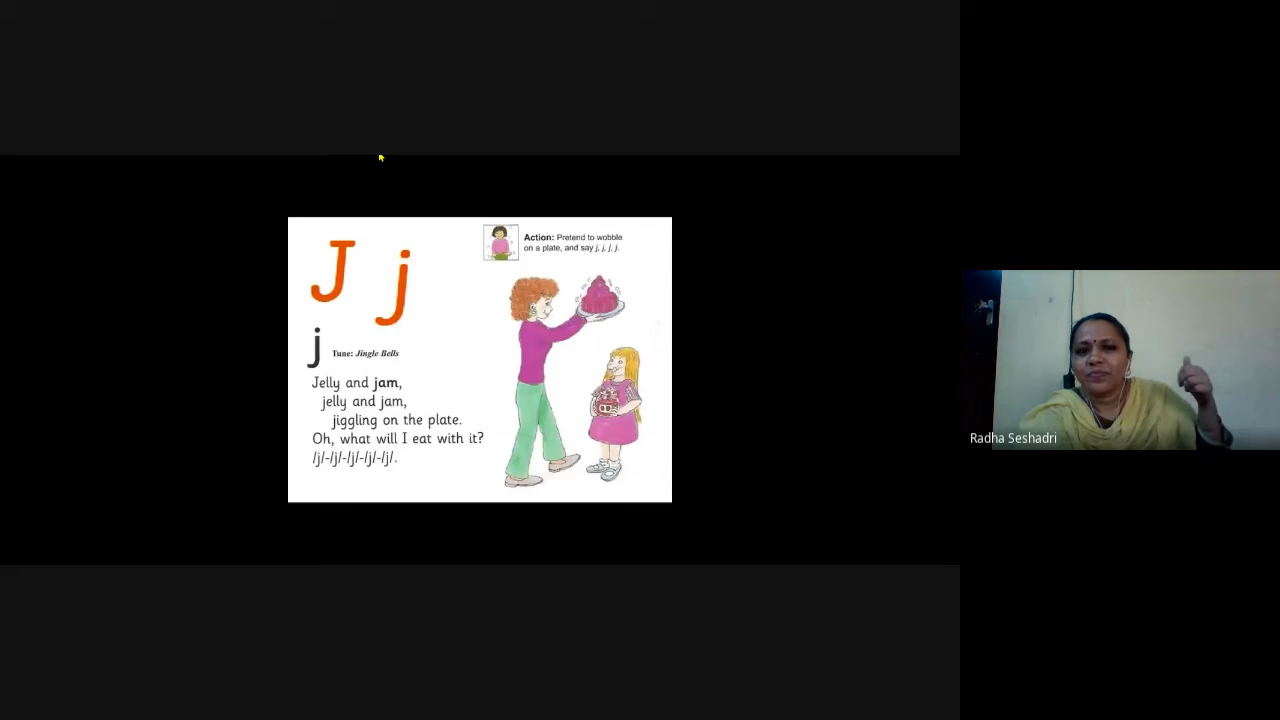 J j
Action: Pretend to wobble
on a plate, and say j, j, j, j.
j Tune: Jingle Bells
Jelly and jam,
jelly and jam,
jiggling on the plate.
Oh, what will I eat with it?
/j/-/j/-/j/-/j/-/j/.
Radha Seshadri